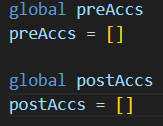 global preAccs
preAccs = []
global postAccs
postAccs = []